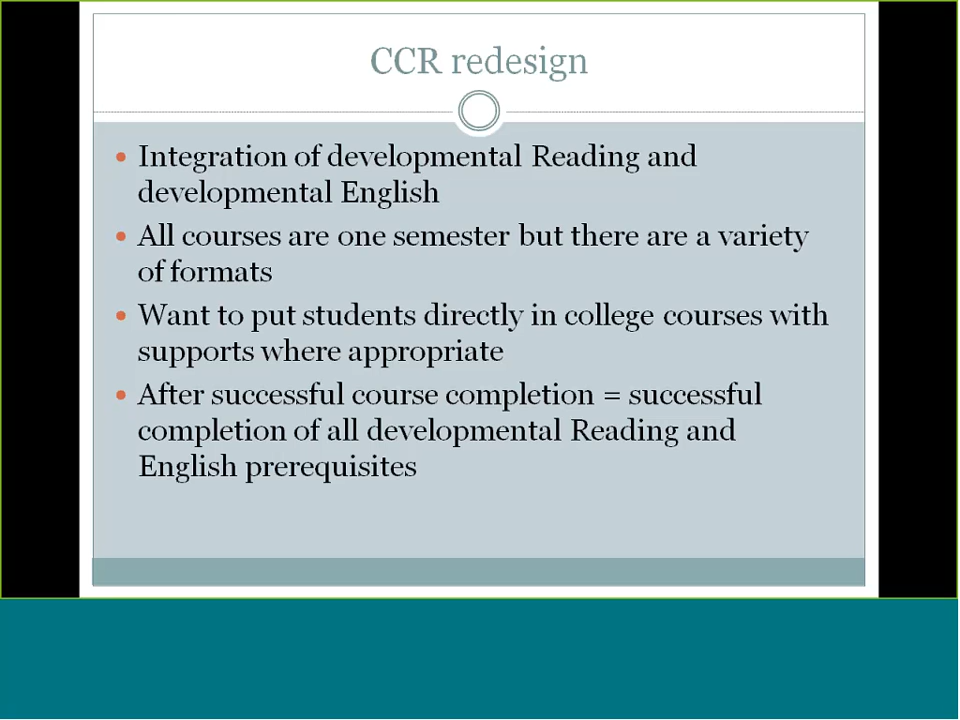 CCR redesign
• Integration of developmental Reading and
developmental English
• All courses are one semester but there are a variety
of formats
• Want to put students directly in college courses with
supports where appropriate
• After successful course completion = successful
completion of all developmental Reading and
English prerequisites